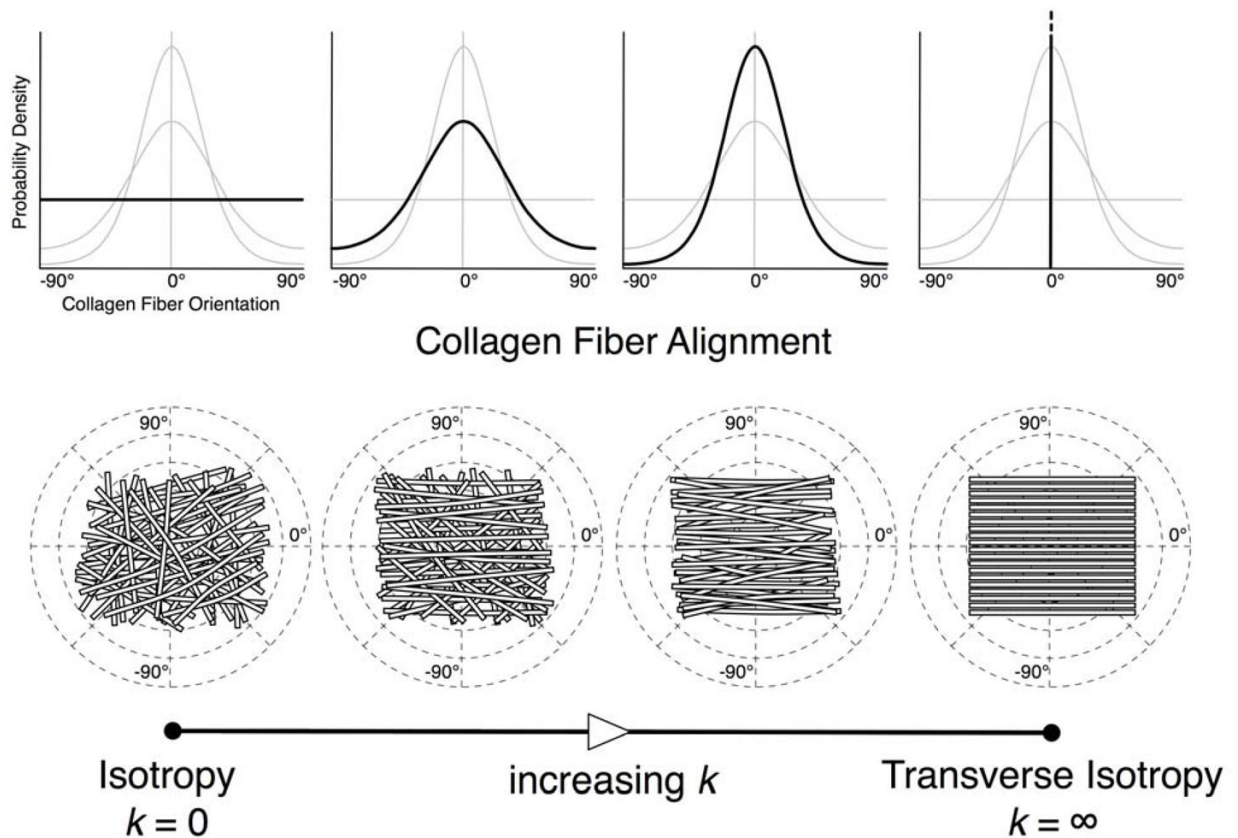 Probability Density
-90° 0° 90°
Collagen Fiber Orientation
-90° 0° 90°
-90° 0° 90°
-90° 0° 90°
Collagen Fiber Alignment
90°
0°
-90°
90°
0°
-90°
90°
0°
-90°
90°
0°
-90°
Isotropy
k = 0
increasing k
Transverse Isotropy
k = ∞